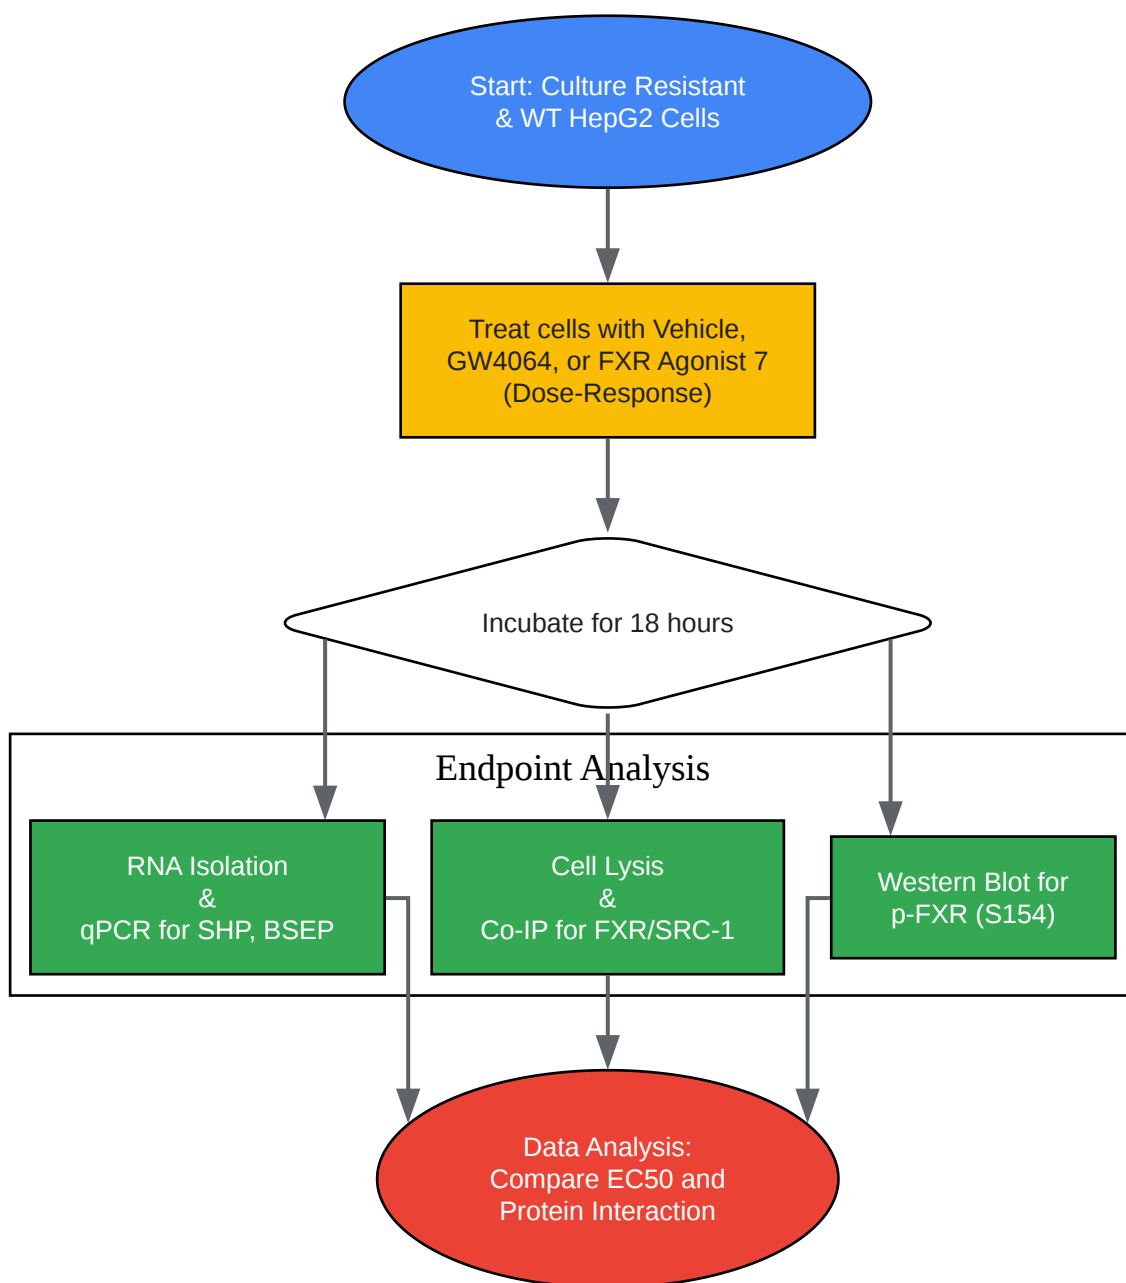 Start: Culture Resistant
& WT HepG2 Cells
Treat cells with Vehicle,
GW4064, or FXR Agonist 7
(Dose-Response)
Incubate for 18 hours
Endpoint Analysis
RNA Isolation
&
qPCR for SHP, BSEP
Cell Lysis
&
Co-IP for FXR/SRC-1
Western Blot for
p-FXR (S154)
Data Analysis:
Compare EC50 and
Protein Interaction